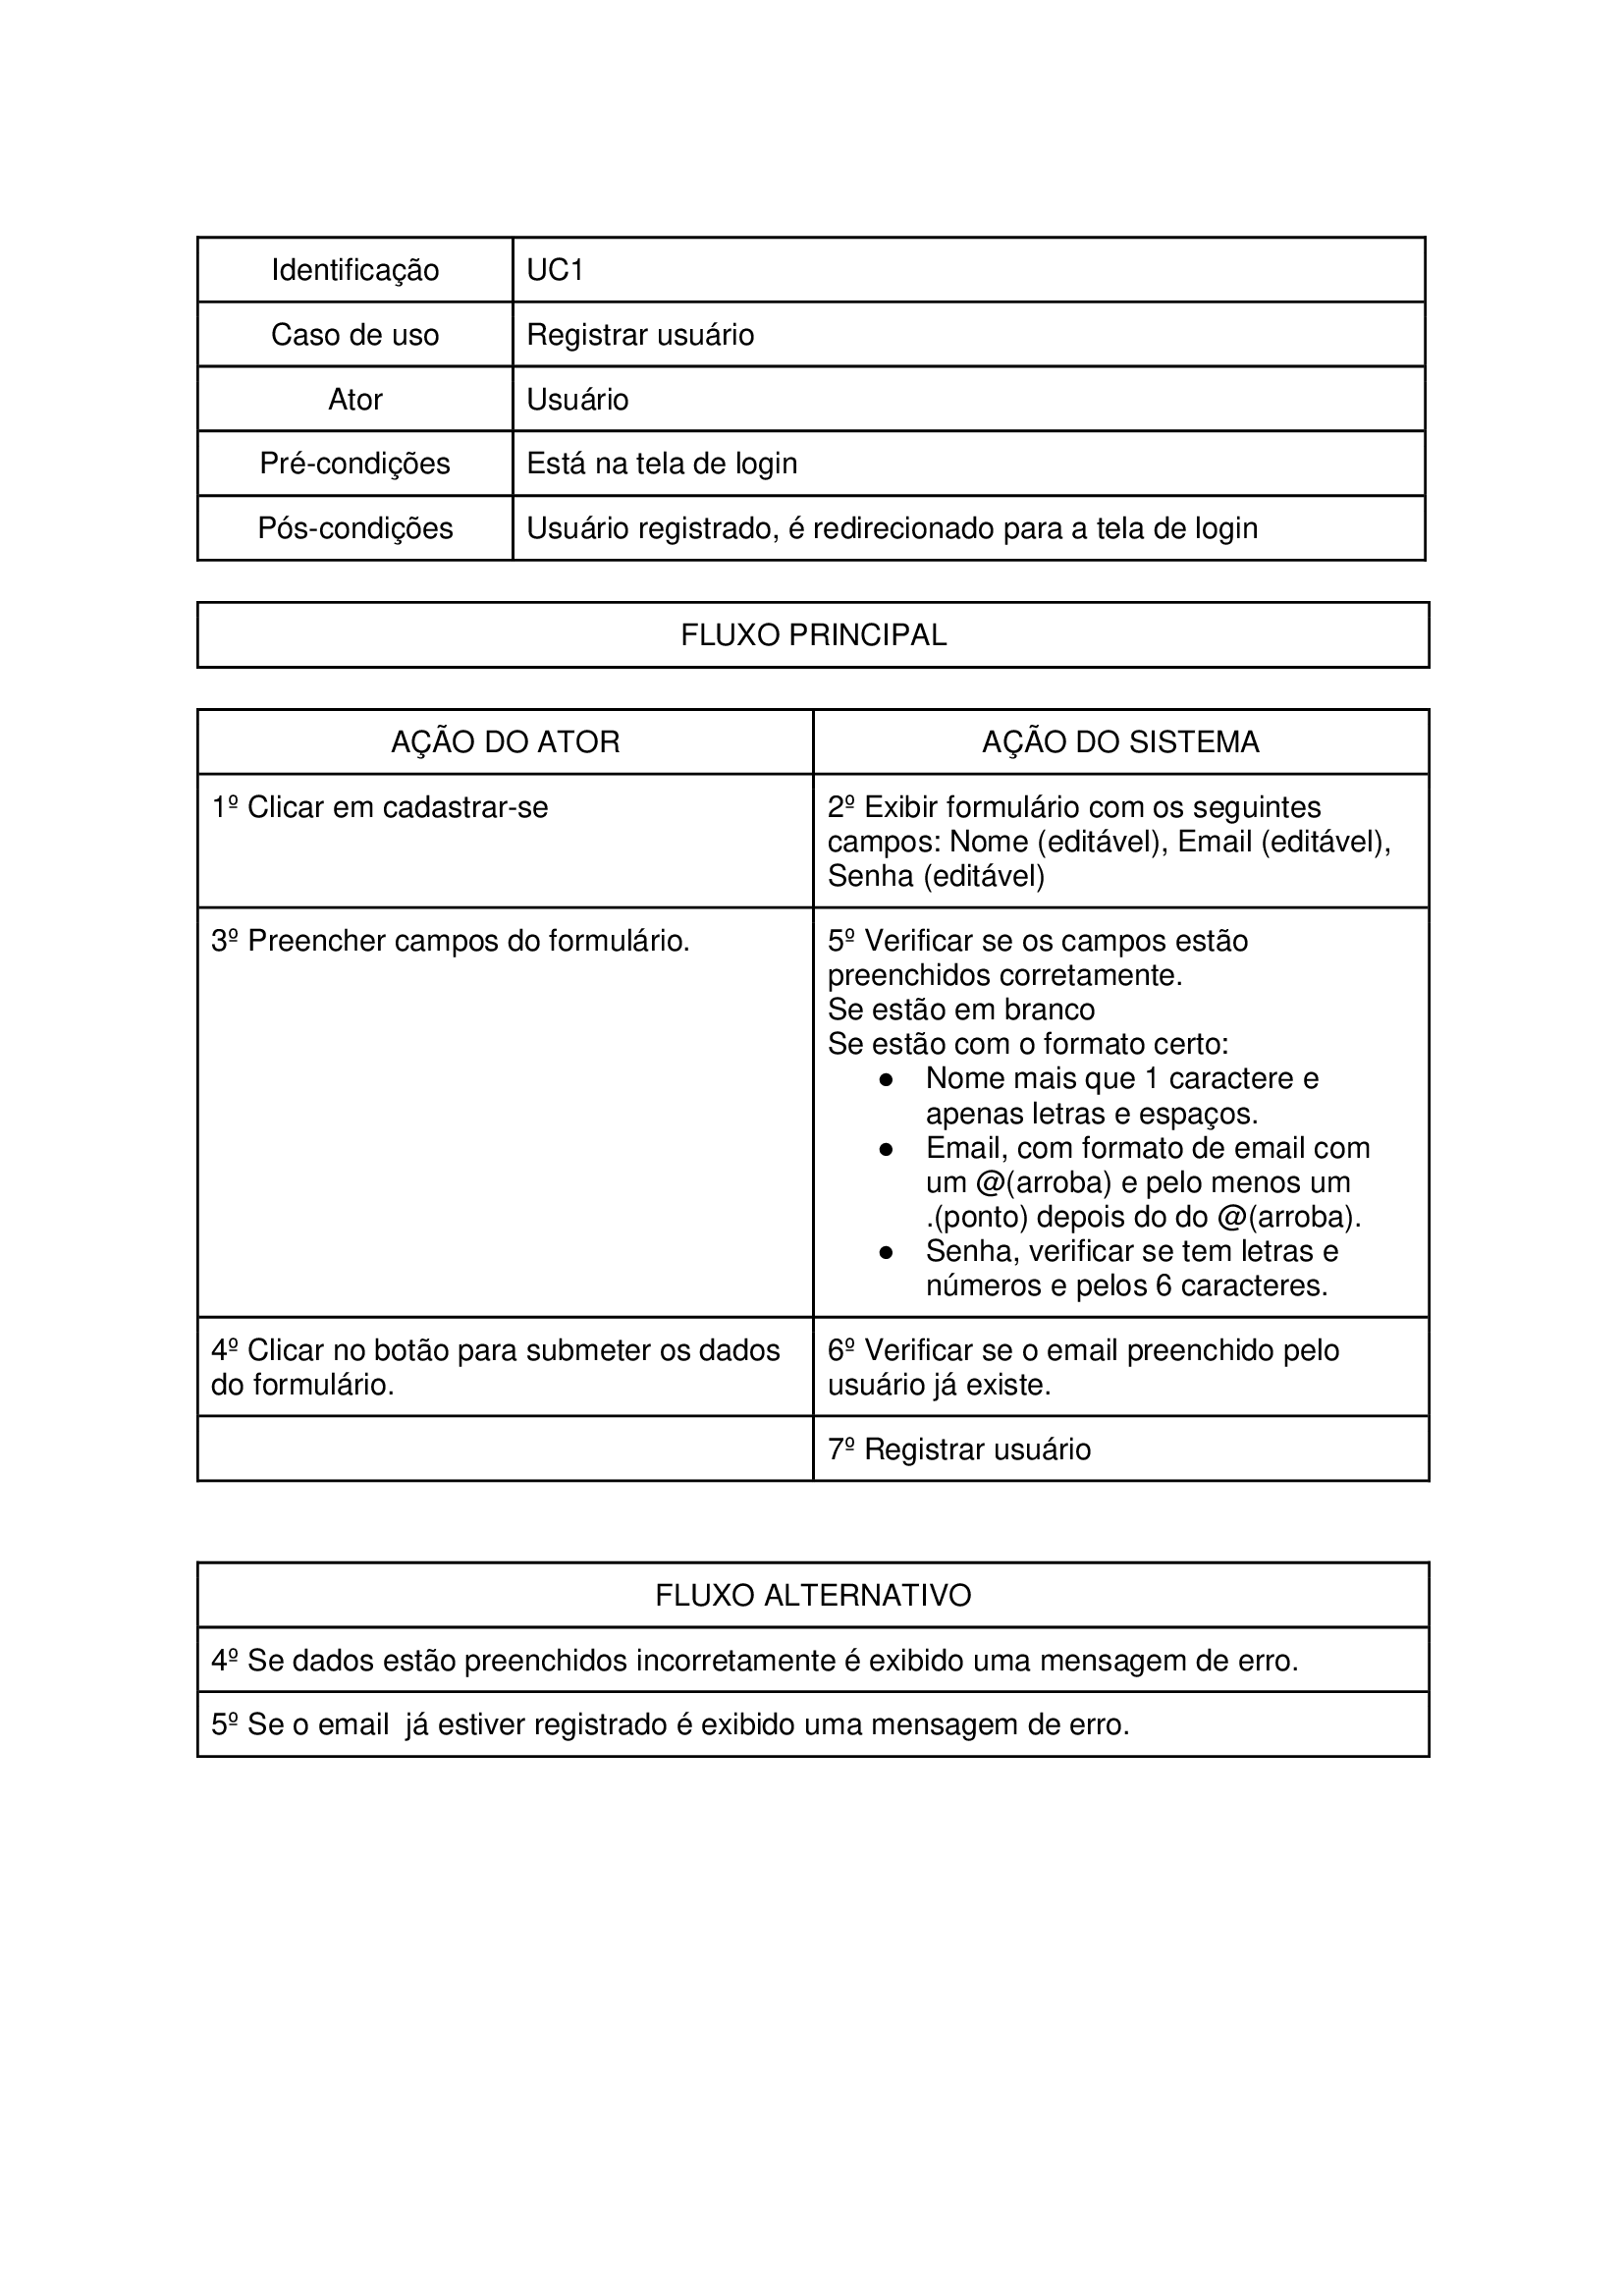 Identificação UC1
Caso de uso Registrar usuário
Ator Usuário
Pré-condições Está na tela de login
Pós-condições Usuário registrado, é redirecionado para a tela de login
FLUXO PRINCIPAL
AÇÃO DO ATOR AÇÃO DO SISTEMA
1º Clicar em cadastrar-se
2º Exibir formulário com os seguintes
campos: Nome (editável), Email (editável),
Senha (editável)
3º Preencher campos do formulário.
5º Verificar se os campos estão
preenchidos corretamente.
Se estão em branco
Se estão com o formato certo:
● Nome mais que 1 caractere e
apenas letras e espaços.
● Email, com formato de email com
um @(arroba) e pelo menos um
.(ponto) depois do do @(arroba).
● Senha, verificar se tem letras e
números e pelos 6 caracteres.
4º Clicar no botão para submeter os dados
do formulário.
6º Verificar se o email preenchido pelo
usuário já existe.
7º Registrar usuário
FLUXO ALTERNATIVO
4º Se dados estão preenchidos incorretamente é exibido uma mensagem de erro.
5º Se o email  já estiver registrado é exibido uma mensagem de erro.